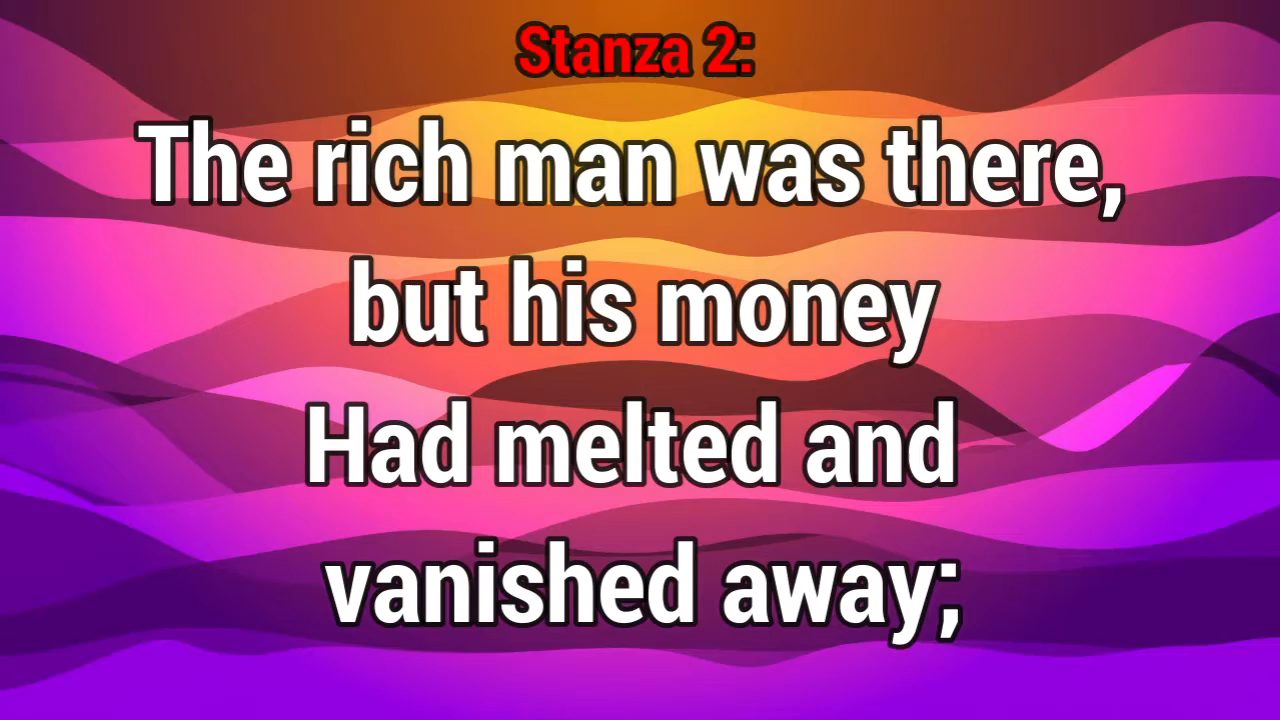 Stanza 2:
The rich man was there,
but his money
Had melted and
vanished away;